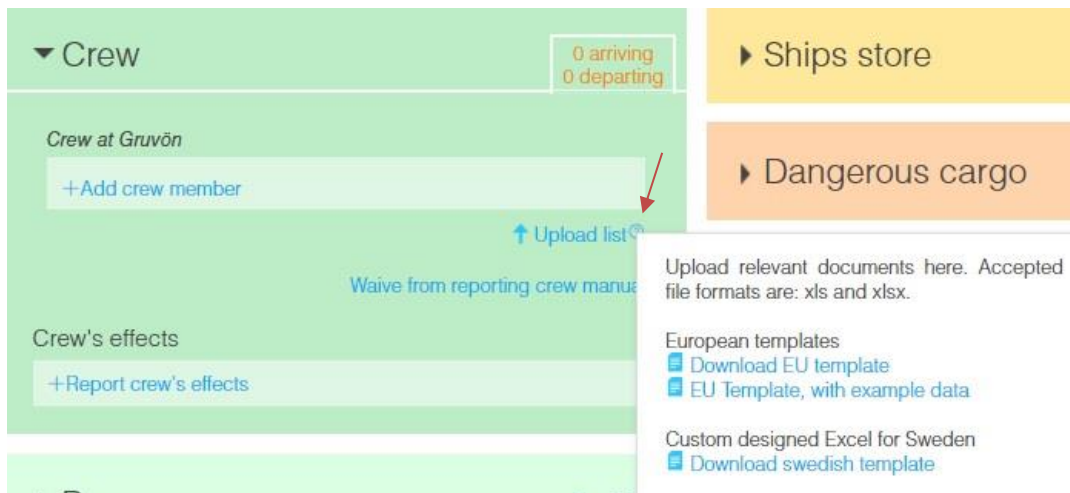 Crew
0 arriving
0 departing
Crew at Gruvön
+Add crew member
Upload list
Waive from reporting crew
Crew's effects
+Report crew's effects
Ships store
Dangerous cargo
Upload relevant documents here. Accepted
file formats are: xls and xlsx.
European templates
Download EU template
EU Template, with example data
Custom designed Excel for Sweden
Download swedish template